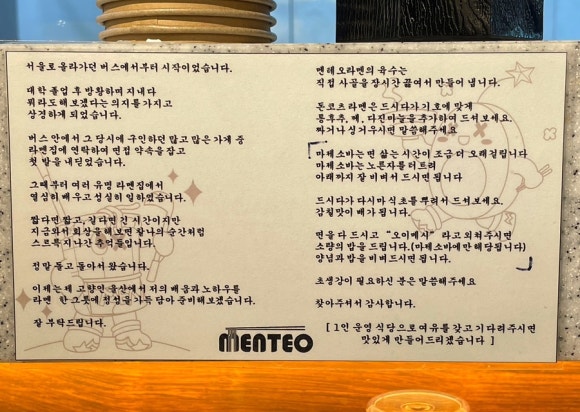 서울로 올라가던 버스에서부터 시작이었습니다.
대학 졸업 후 방황하며 지내다
뭐라도 해보겠다는 의지를 가지고
상경하게 되었습니다.
버스 안에서 그 당시에 구인하던 많고 많은 가게 중
라멘집에 연락하여 면접 약속을 잡고
첫 발을 내딛었습니다.
그때부터 여러 유명 라멘집에서
열심히 배우고 성실히 일하였습니다.
짧다면 짧고, 길다면 긴 시간이지만
지금와서 회상을 해 보면 찰나의 순간처럼
스르륵 지나간 추억들입니다.
정말 돌고 돌아서 왔습니다.
이제는 제 고향인 울산에서 저의 배움과 노하우를
라멘 한 그릇에 정성을 가득 담아 준비해보겠습니다.
잘 부탁드립니다.
MENTEO
멘테오라멘의 육수는
직접 사골을 장시간 끓여서 만들어 냅니다.
돈코츠 라멘은 드시다가 기호에 맞게
통후추, 깨, 다진마늘을 추가하여 드셔보세요.
짜거나 싱거우시면 말씀해주세요
마제소바는 면 삶는 시간이 조금 더 오래걸립니다
마제소바는 노른자를 터트려
아래까지 잘 비벼서 드시면 됩니다
드시다가 다시마 식초를 뿌려서 드셔보세요.
감칠맛이 배가 됩니다.
면을 다 드시고 “오이메시” 라고 외쳐주시면
소량의 밥을 드립니다.(마제소바에만 해당됩니다)
양념과 밥을 비벼드시면 됩니다.
초생강이 필요하신 분은 말씀해주세요
찾아주셔서 감사합니다.
[ 1인 운영 식당으로 여유를 갖고 기다려주시면
맛있게 만들어드리겠습니다 ]